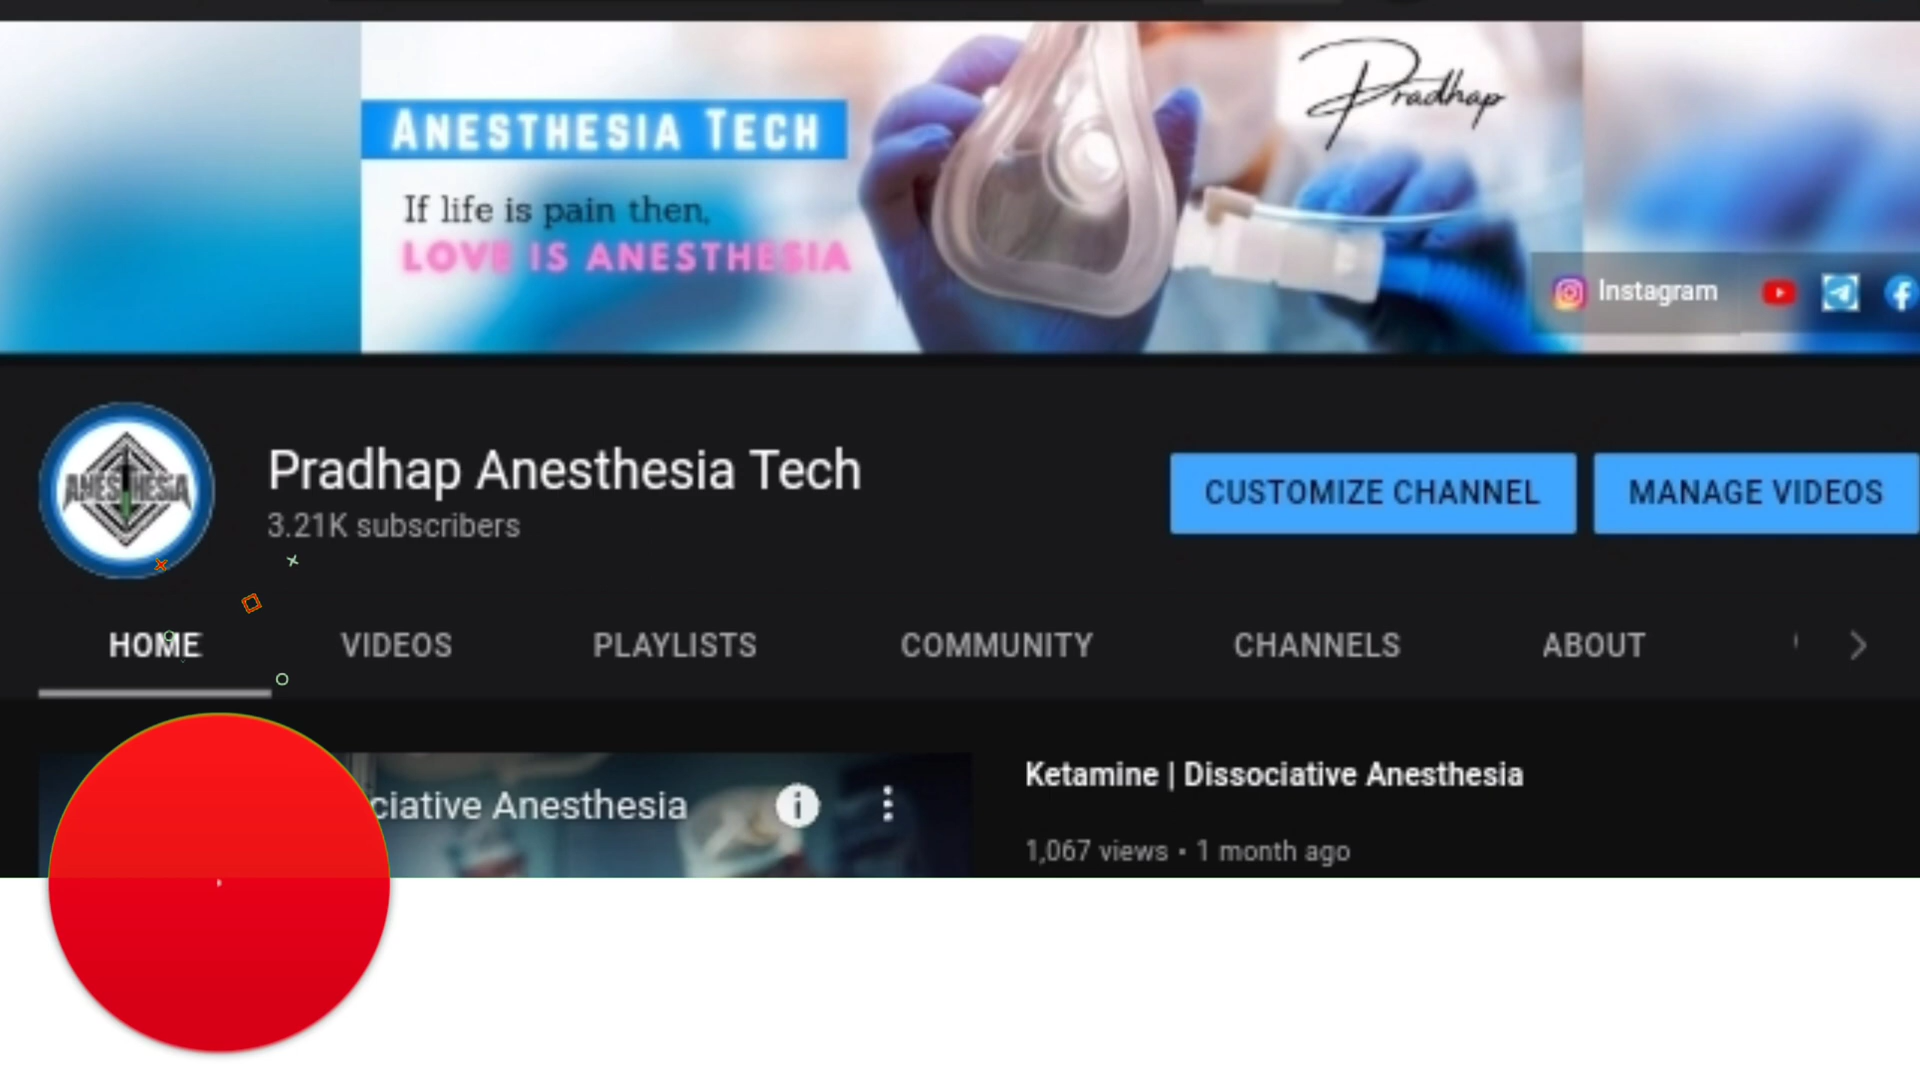 ANESTHESIA TECH
Pradhap
If life is pain then,
LOVE IS ANESTHESIA
Instagram
ANESTHESIA
Pradhap Anesthesia Tech
3.21K subscribers
CUSTOMIZE CHANNEL
MANAGE VIDEOS
HOME VIDEOS PLAYLISTS COMMUNITY CHANNELS ABOUT
ciative Anesthesia
Ketamine | Dissociative Anesthesia
1,067 views • 1 month ago